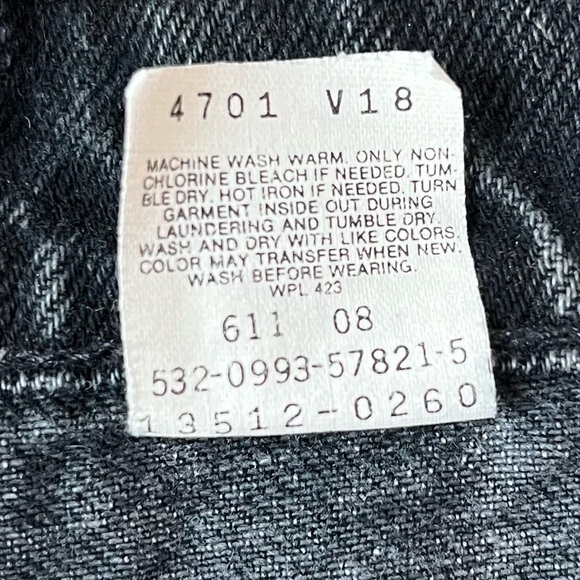 4701 V18
MACHINE WASH WARM. ONLY NON-
CHLORINE BLEACH IF NEEDED. TUM-
BLE DRY. HOT IRON IF NEEDED. TURN
GARMENT INSIDE OUT DURING
LAUNDERING AND TUMBLE DRY.
WASH AND DRY WITH LIKE COLORS.
COLOR MAY TRANSFER WHEN NEW.
WASH BEFORE WEARING.
WPL 423
611 08
532-0993-57821-5
13512-0260